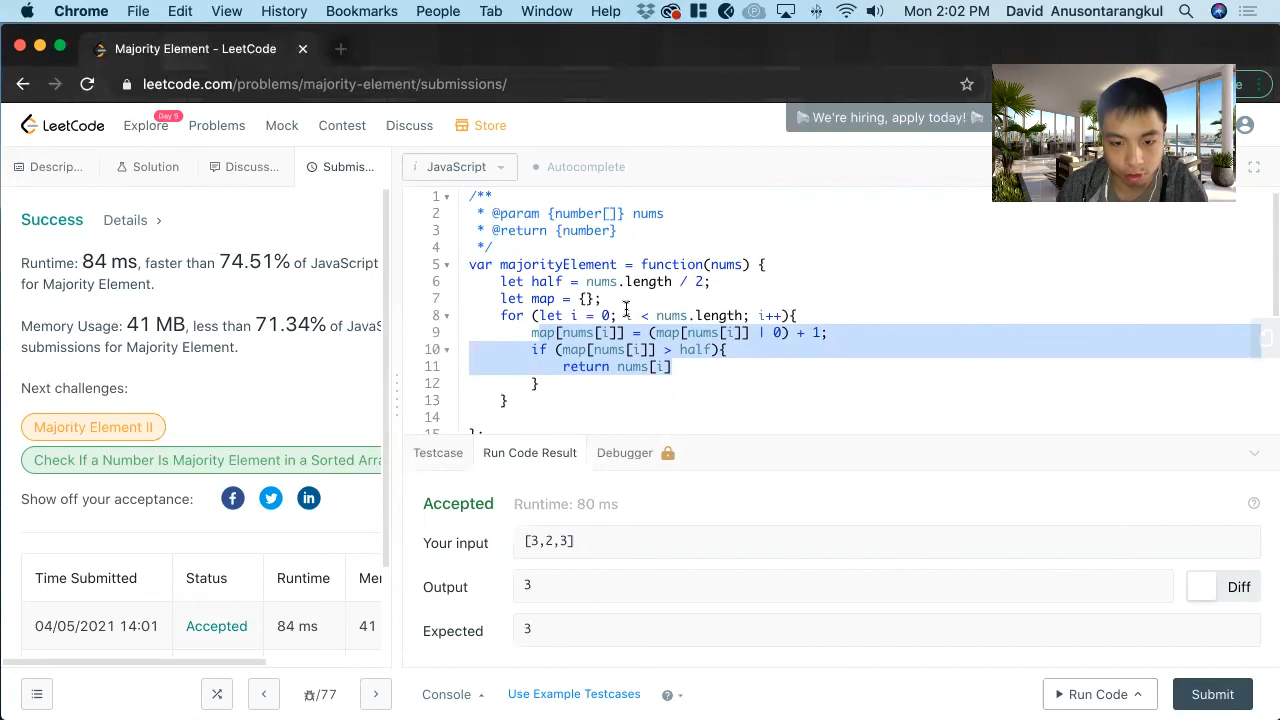 Chrome File Edit View History Bookmarks People Tab Window Help Mon 2:02 PM David Anusontarangkul
Majority Element - LeetCode
leetcode.com/problems/majority-element/submissions/
LeetCode Explore Day 5 Problems Mock Contest Discuss Store
We're hiring, apply today!
Descrip... Solution Discuss... Submis...
i JavaScript Autocomplete
Success Details >
Runtime: 84 ms, faster than 74.51% of JavaScript
for Majority Element.
Memory Usage: 41 MB, less than 71.34% of Java
submissions for Majority Element.
Next challenges:
Majority Element II
Check If a Number Is Majority Element in a Sorted Arra
Show off your acceptance:
Time Submitted Status Runtime Me
04/05/2021 14:01 Accepted 84 ms 41
1 /**
2 * @param {number[]} nums
3 * @return {number}
4 */
5 var majorityElement = function(nums) {
6 let half = nums.length / 2;
7 let map = {};
8 for (let i = 0; i < nums.length; i++){
9 map[nums[i]] = (map[nums[i]] | 0) + 1;
10 if (map[nums[i]] > half){
11 return nums[i]
12 }
13 }
14
15 };
Testcase Run Code Result Debugger
Accepted Runtime: 80 ms
Your input [3,2,3]
Output 3 Diff
Expected 3
/77
Console Use Example Testcases Run Code Submit